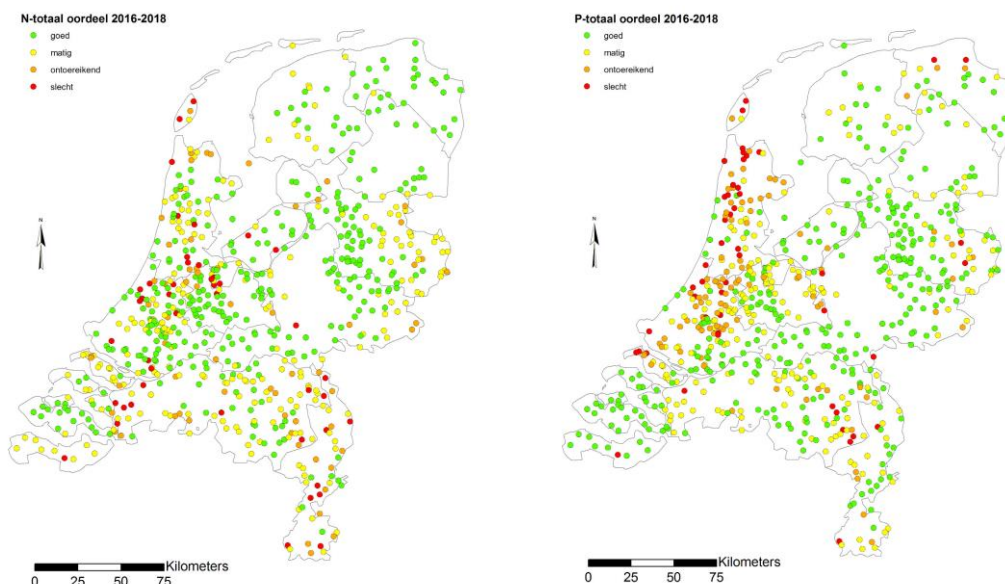 N-totaal oordeel 2016-2018
goed
matig
ontoereikend
slecht
N
Kilometers
0 25 50 75
P-totaal oordeel 2016-2018
goed
matig
ontoereikend
slecht
N
Kilometers
0 25 50 75